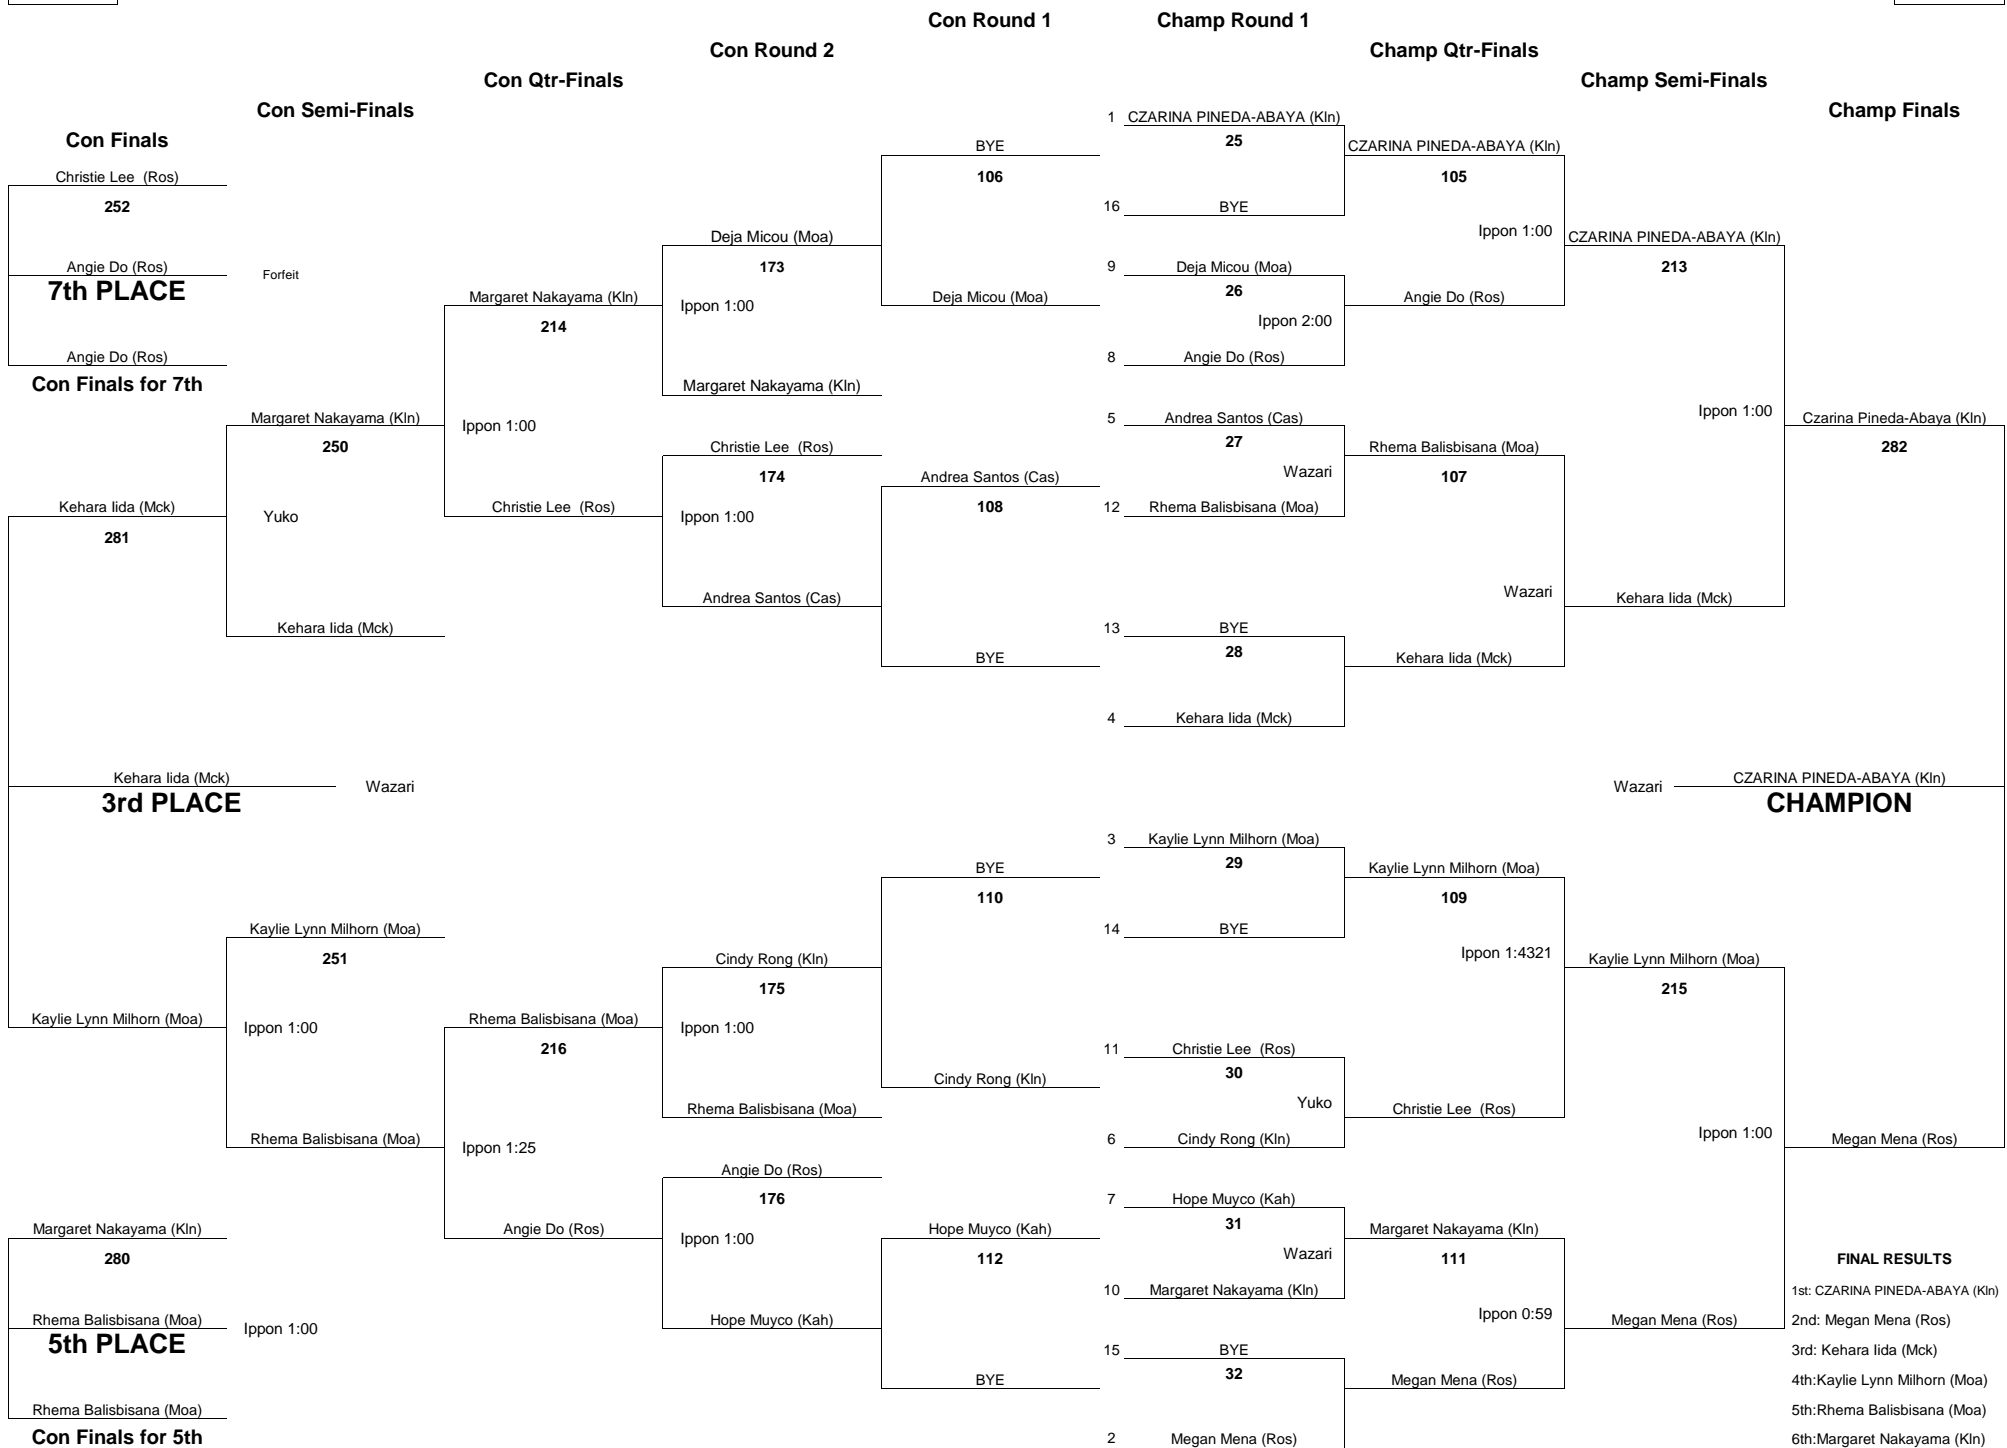 Con Round 1
Champ Round 1
Con Round 2
Champ Qtr-Finals
Con Qtr-Finals
Champ Semi-Finals
Con Semi-Finals
Champ Finals
Con Finals
Christie Lee (Ros)
252
Angie Do (Ros)
Forfeit
7th PLACE
Angie Do (Ros)
Con Finals for 7th
Kehara Iida (Mck)
281
Kehara Iida (Mck)
Wazari
3rd PLACE
Kaylie Lynn Milhorn (Moa)
Margaret Nakayama (Kln)
280
Rhema Balisbisana (Moa)
Ippon 1:00
5th PLACE
Rhema Balisbisana (Moa)
Con Finals for 5th
Margaret Nakayama (Kln)
250
Yuko
Kehara Iida (Mck)
Kaylie Lynn Milhorn (Moa)
251
Ippon 1:00
Rhema Balisbisana (Moa)
Margaret Nakayama (Kln)
214
Ippon 1:00
Christie Lee (Ros)
Rhema Balisbisana (Moa)
216
Ippon 1:25
Angie Do (Ros)
Deja Micou (Moa)
173
Ippon 1:00
Margaret Nakayama (Kln)
Christie Lee (Ros)
174
Ippon 1:00
Andrea Santos (Cas)
Cindy Rong (Kln)
175
Ippon 1:00
Rhema Balisbisana (Moa)
Angie Do (Ros)
176
Ippon 1:00
Hope Muyco (Kah)
BYE
106
Deja Micou (Moa)
Andrea Santos (Cas)
108
BYE
BYE
110
Cindy Rong (Kln)
Hope Muyco (Kah)
112
BYE
1 CZARINA PINEDA-ABAYA (Kln)
25
16 BYE
9 Deja Micou (Moa)
26
Ippon 2:00
8 Angie Do (Ros)
5 Andrea Santos (Cas)
27
Wazari
12 Rhema Balisbisana (Moa)
13 BYE
28
4 Kehara Iida (Mck)
3 Kaylie Lynn Milhorn (Moa)
29
14 BYE
11 Christie Lee (Ros)
30
Yuko
6 Cindy Rong (Kln)
7 Hope Muyco (Kah)
31
Wazari
10 Margaret Nakayama (Kln)
15 BYE
32
2 Megan Mena (Ros)
CZARINA PINEDA-ABAYA (Kln)
105
Ippon 1:00
Angie Do (Ros)
Rhema Balisbisana (Moa)
107
Wazari
Kehara Iida (Mck)
Kaylie Lynn Milhorn (Moa)
109
Ippon 1:4321
Christie Lee (Ros)
Margaret Nakayama (Kln)
111
Ippon 0:59
Megan Mena (Ros)
CZARINA PINEDA-ABAYA (Kln)
213
Ippon 1:00
Kehara Iida (Mck)
Kaylie Lynn Milhorn (Moa)
215
Ippon 1:00
Megan Mena (Ros)
Czarina Pineda-Abaya (Kln)
282
Wazari
CZARINA PINEDA-ABAYA (Kln)
CHAMPION
Megan Mena (Ros)
FINAL RESULTS
1st: CZARINA PINEDA-ABAYA (Kln)
2nd: Megan Mena (Ros)
3rd: Kehara Iida (Mck)
4th:Kaylie Lynn Milhorn (Moa)
5th:Rhema Balisbisana (Moa)
6th:Margaret Nakayama (Kln)